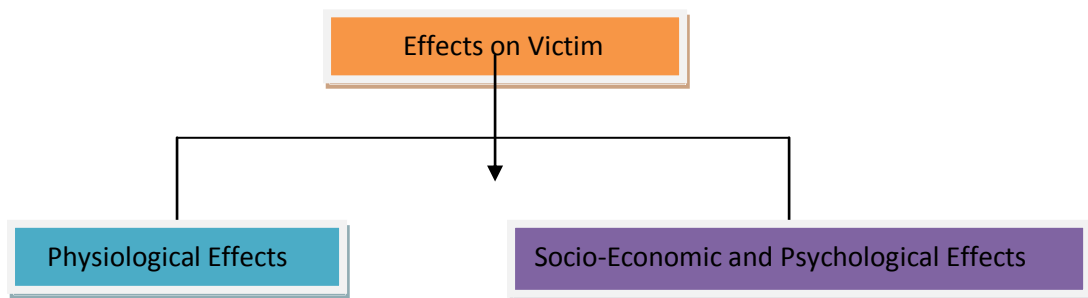 Effects on Victim
Physiological Effects
Socio-Economic and Psychological Effects